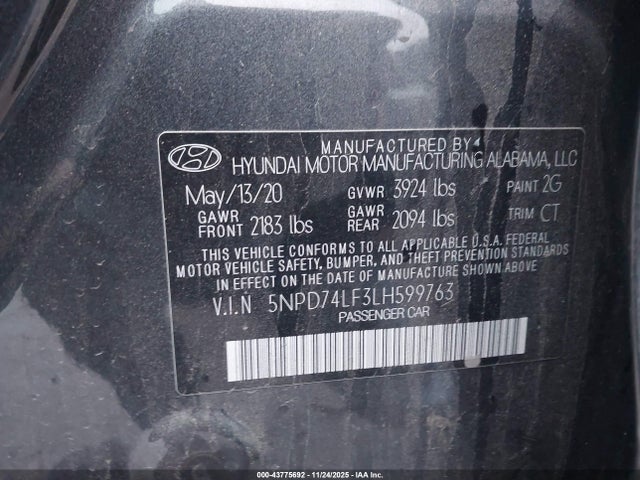 MANUFACTURED BY
HYUNDAI MOTOR MANUFACTURING ALABAMA, LLC
May/13/20 GVWR 3924 lbs PAINT 2G
GAWR FRONT 2183 lbs GAWR REAR 2094 lbs TRIM CT
THIS VEHICLE CONFORMS TO ALL APPLICABLE U.S.A. FEDERAL
MOTOR VEHICLE SAFETY, BUMPER, AND THEFT PREVENTION STANDARDS
IN EFFECT ON THE DATE OF MANUFACTURE SHOWN ABOVE.
V.I.N 5NPD74LF3LH599763
PASSENGER CAR
000-43775692 - 11/24/2025 - IAA Inc.